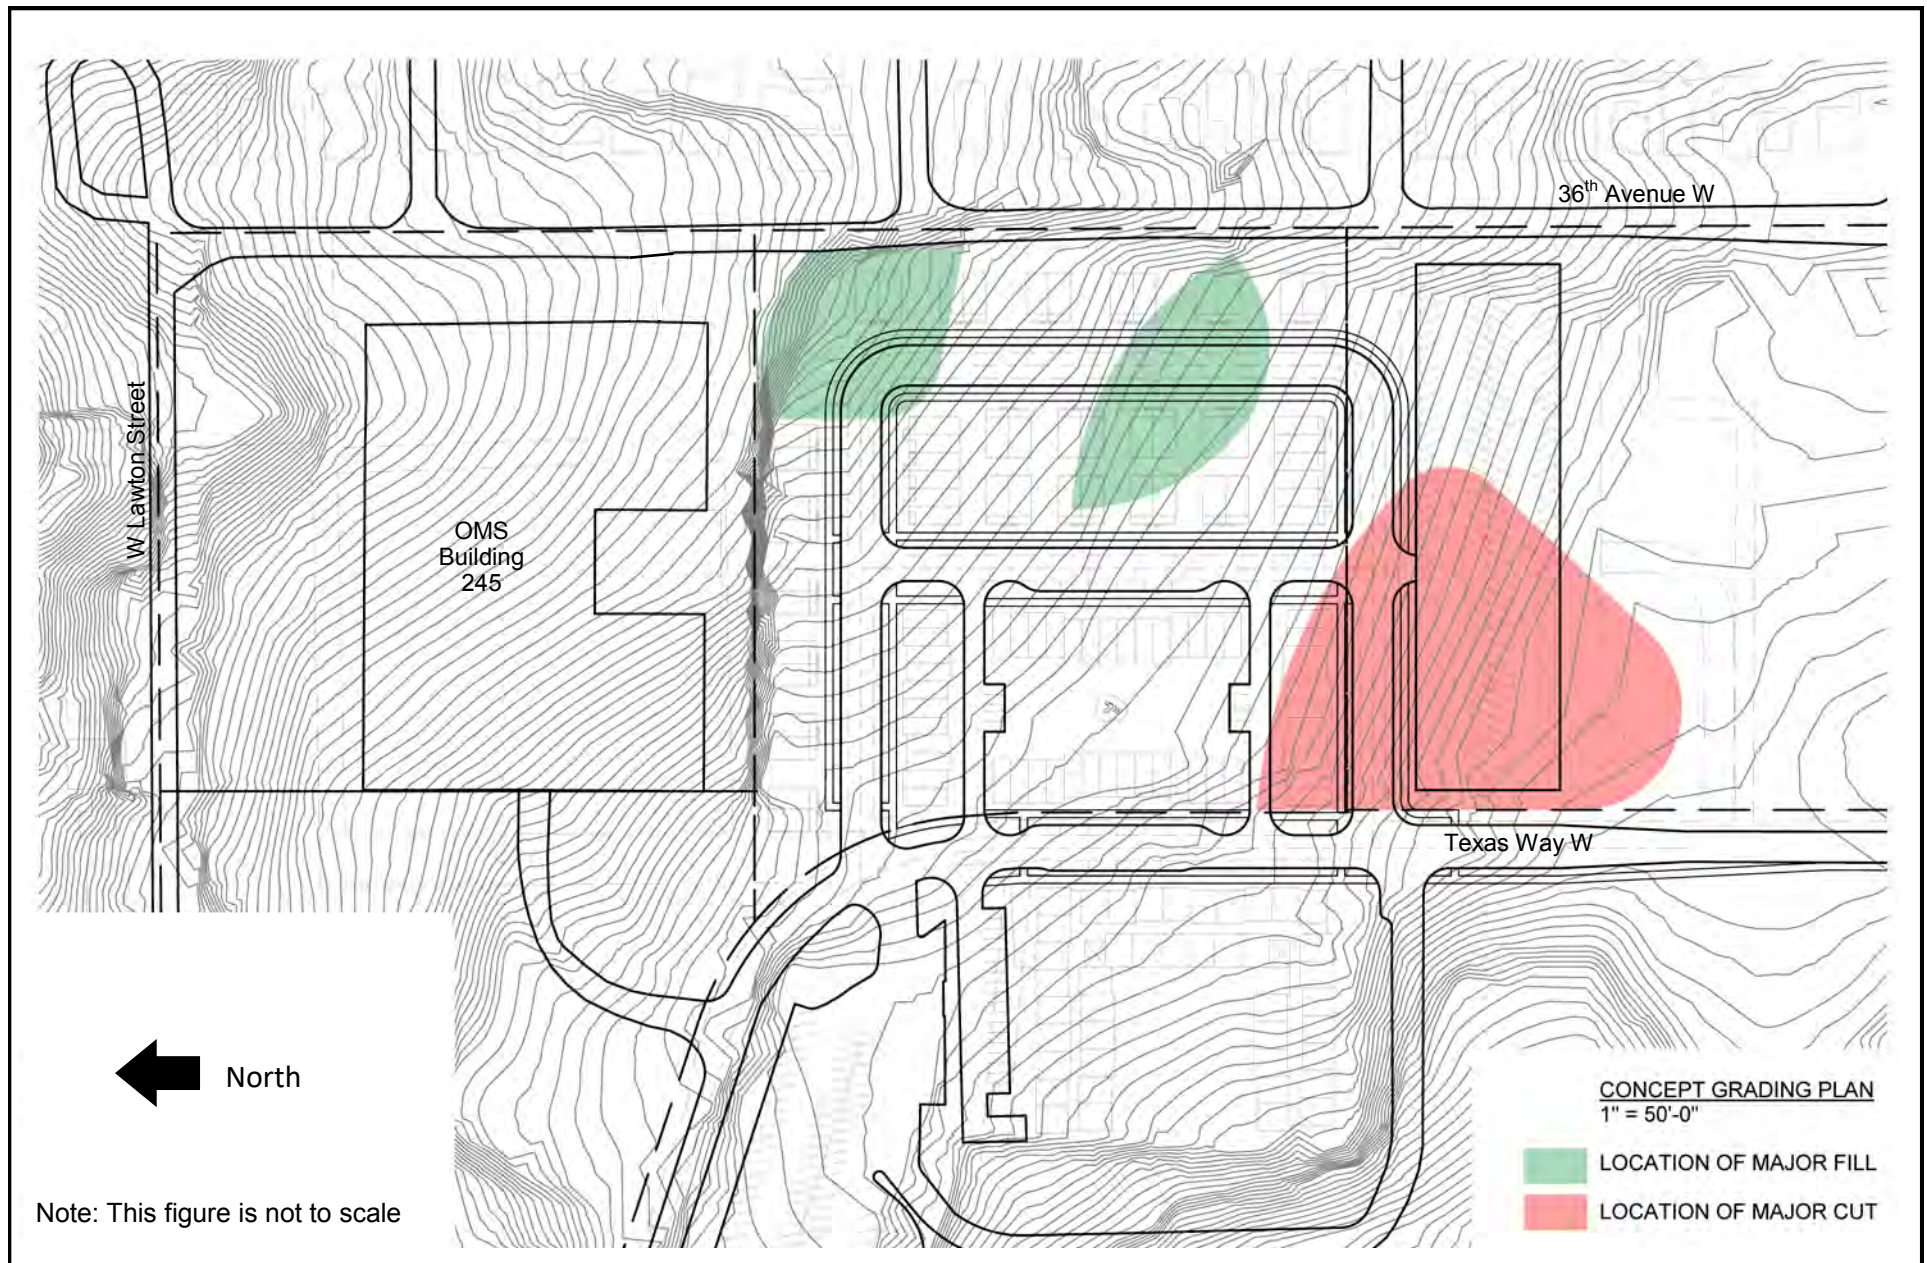 36th Avenue W
W Lawton Street
OMS
Building
245
Texas Way W
North
Note: This figure is not to scale
CONCEPT GRADING PLAN
1" = 50'-0"
LOCATION OF MAJOR FILL
LOCATION OF MAJOR CUT